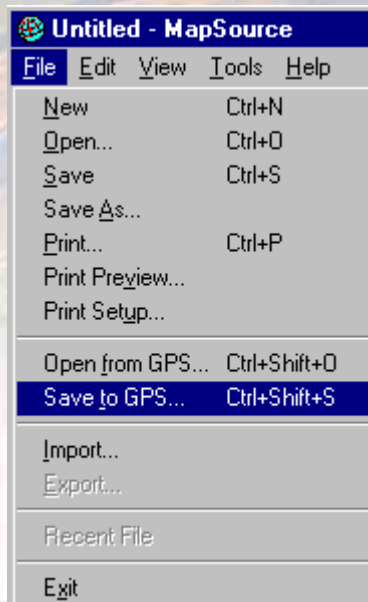 Untitled - MapSource
File Edit View Tools Help
New Ctrl+N
Open... Ctrl+O
Save Ctrl+S
Save As...
Print... Ctrl+P
Print Preview...
Print Setup...
Open from GPS... Ctrl+Shift+O
Save to GPS... Ctrl+Shift+S
Import...
Export...
Recent File
Exit